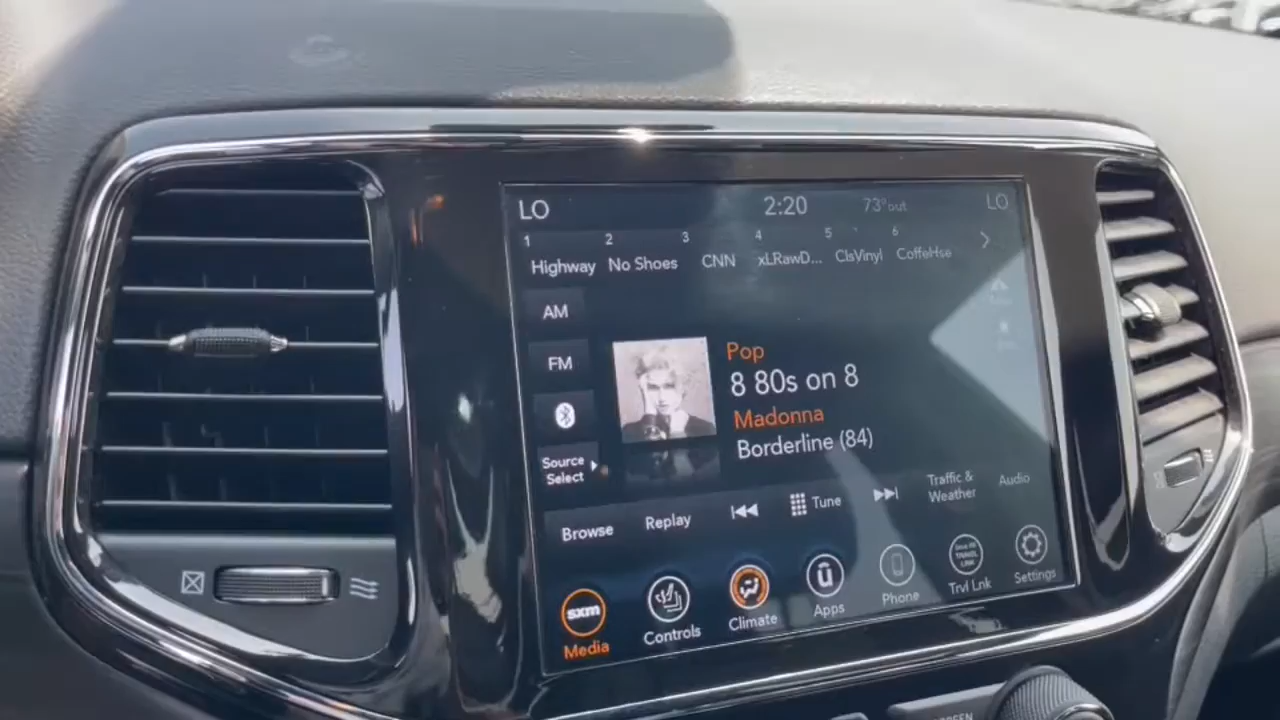 LO 2:20 73°out LO
1 2 3 4 5 6
Highway No Shoes CNN xLRawD... ClsVinyl CoffeHse
AM
FM
Source
Select
Pop
8 80s on 8
Madonna
Borderline (84)
Browse Replay Tune Traffic &
Weather Audio
sxm
Media Controls Climate Apps Phone Trvl Lnk Settings